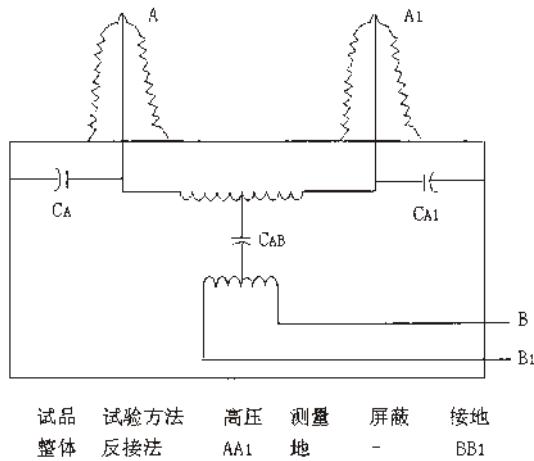 A A1
CA CA1
CAB
B
B1
试品 试验方法 高压 测量 屏蔽 接地
整体 反接法 AA1 地 - BB1